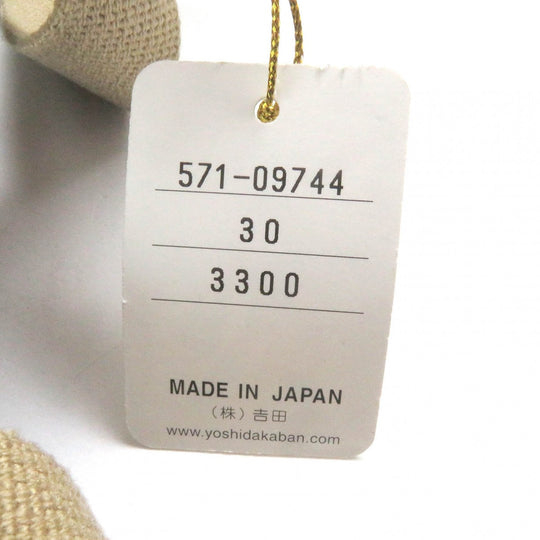 571-09744
30
3300
MADE IN JAPAN
(株)吉田
www.yoshidakaban.com